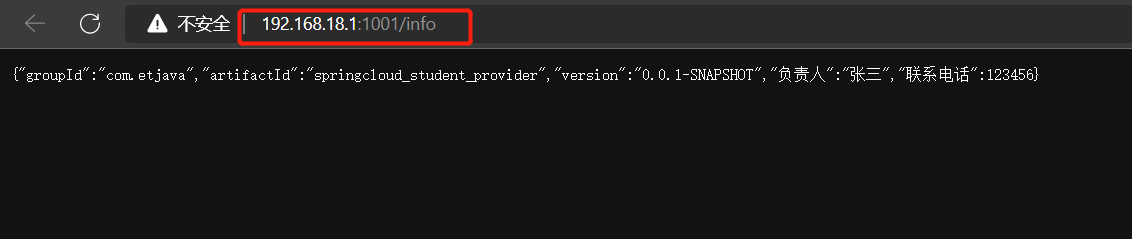 不安全 192.168.18.1:1001/info
{"groupId":"com.etjava","artifactId":"springcloud_student_provider","version":"0.0.1-SNAPSHOT","负责人":"张三","联系电话":123456}